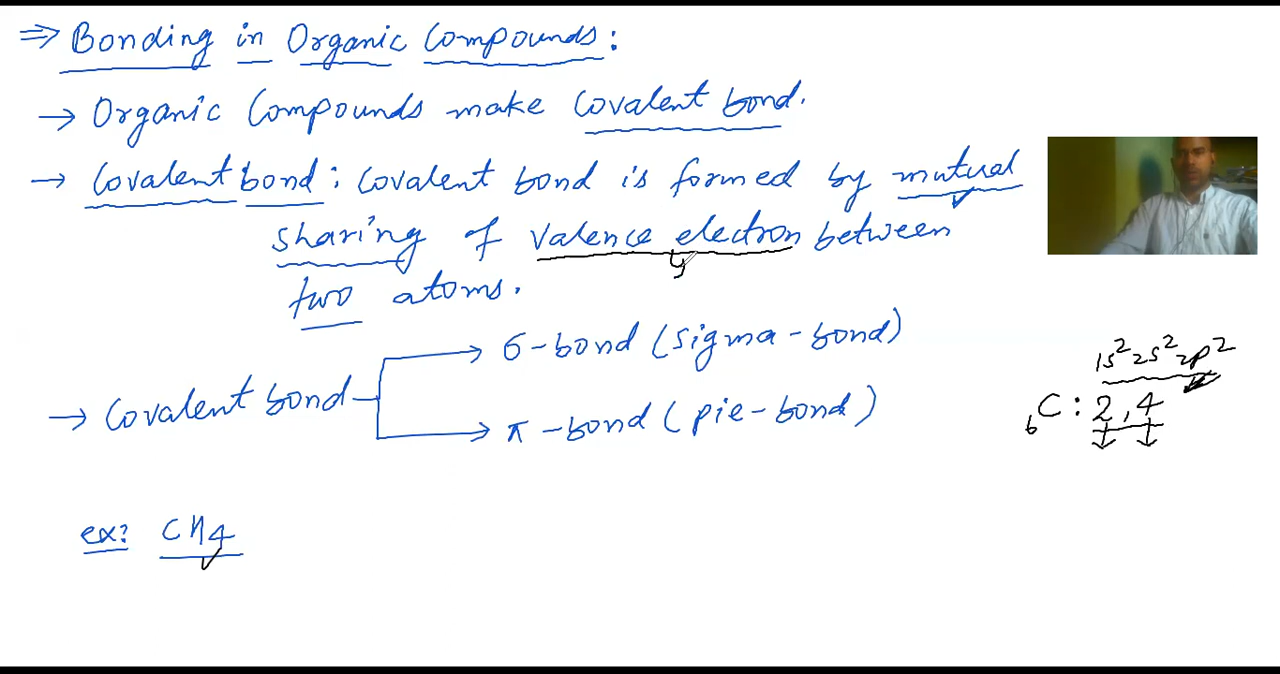 ⇒ Bonding in Organic Compounds:
→ Organic Compounds make Covalent bond.
→ Covalent bond: Covalent bond is formed by mutual
sharing of valence electron between
two atoms.
→ Covalent bond
→ σ-bond (sigma-bond)
→ π-bond (pie-bond)
1s² 2s² 2p²
₆C : 2, 4
ex: CH4